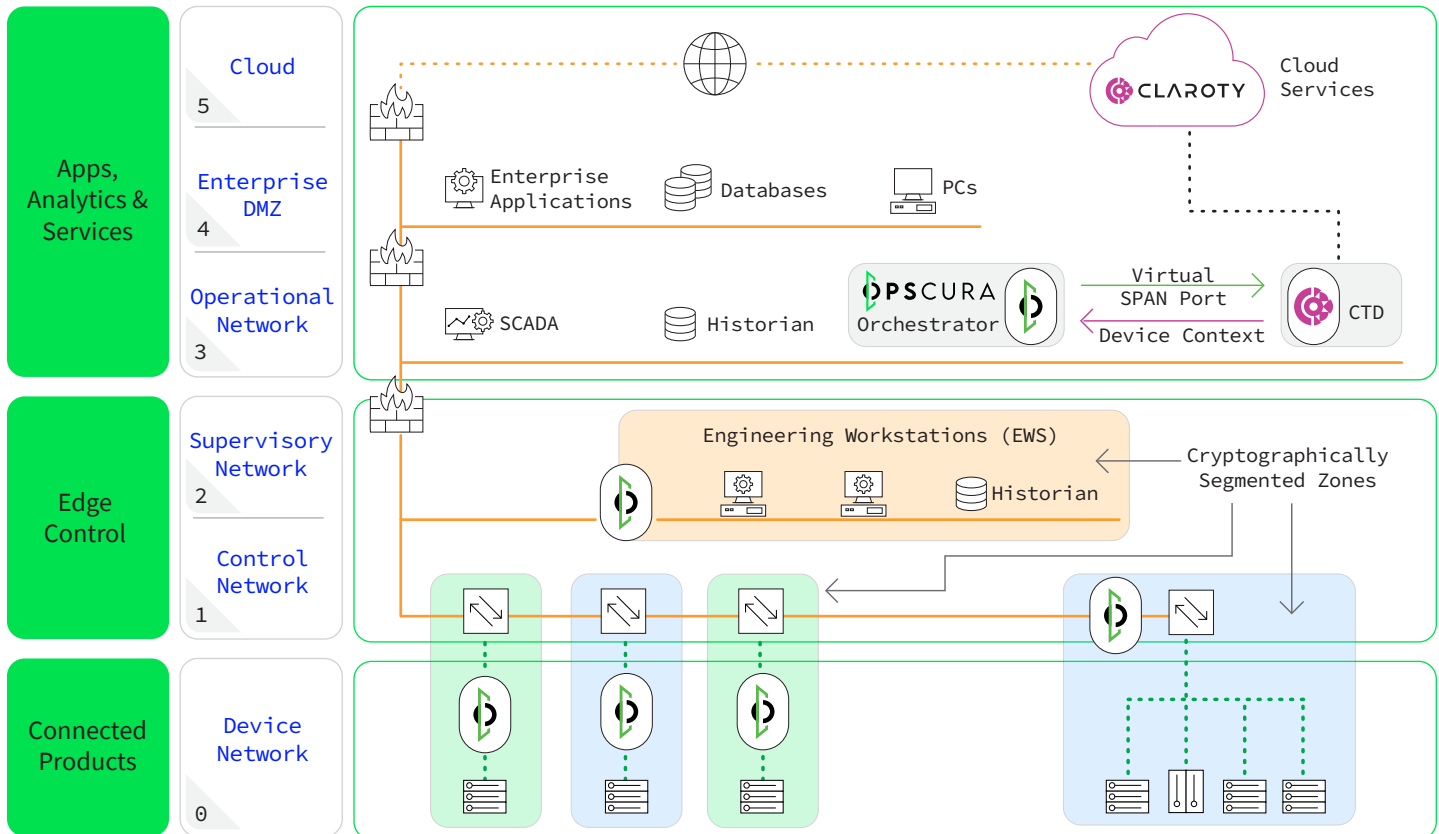 Apps,
Analytics &
Services
Cloud
5
Enterprise
DMZ
4
Operational
Network
3
CLAROTY
Cloud
Services
Enterprise
Applications
Databases
PCs
SCADA
Historian
OPSCURA
Orchestrator
Virtual
SPAN Port
Device Context
CTD
Edge
Control
Supervisory
Network
2
Control
Network
1
Engineering Workstations (EWS)
Historian
Cryptographically
Segmented Zones
Connected
Products
Device
Network
0